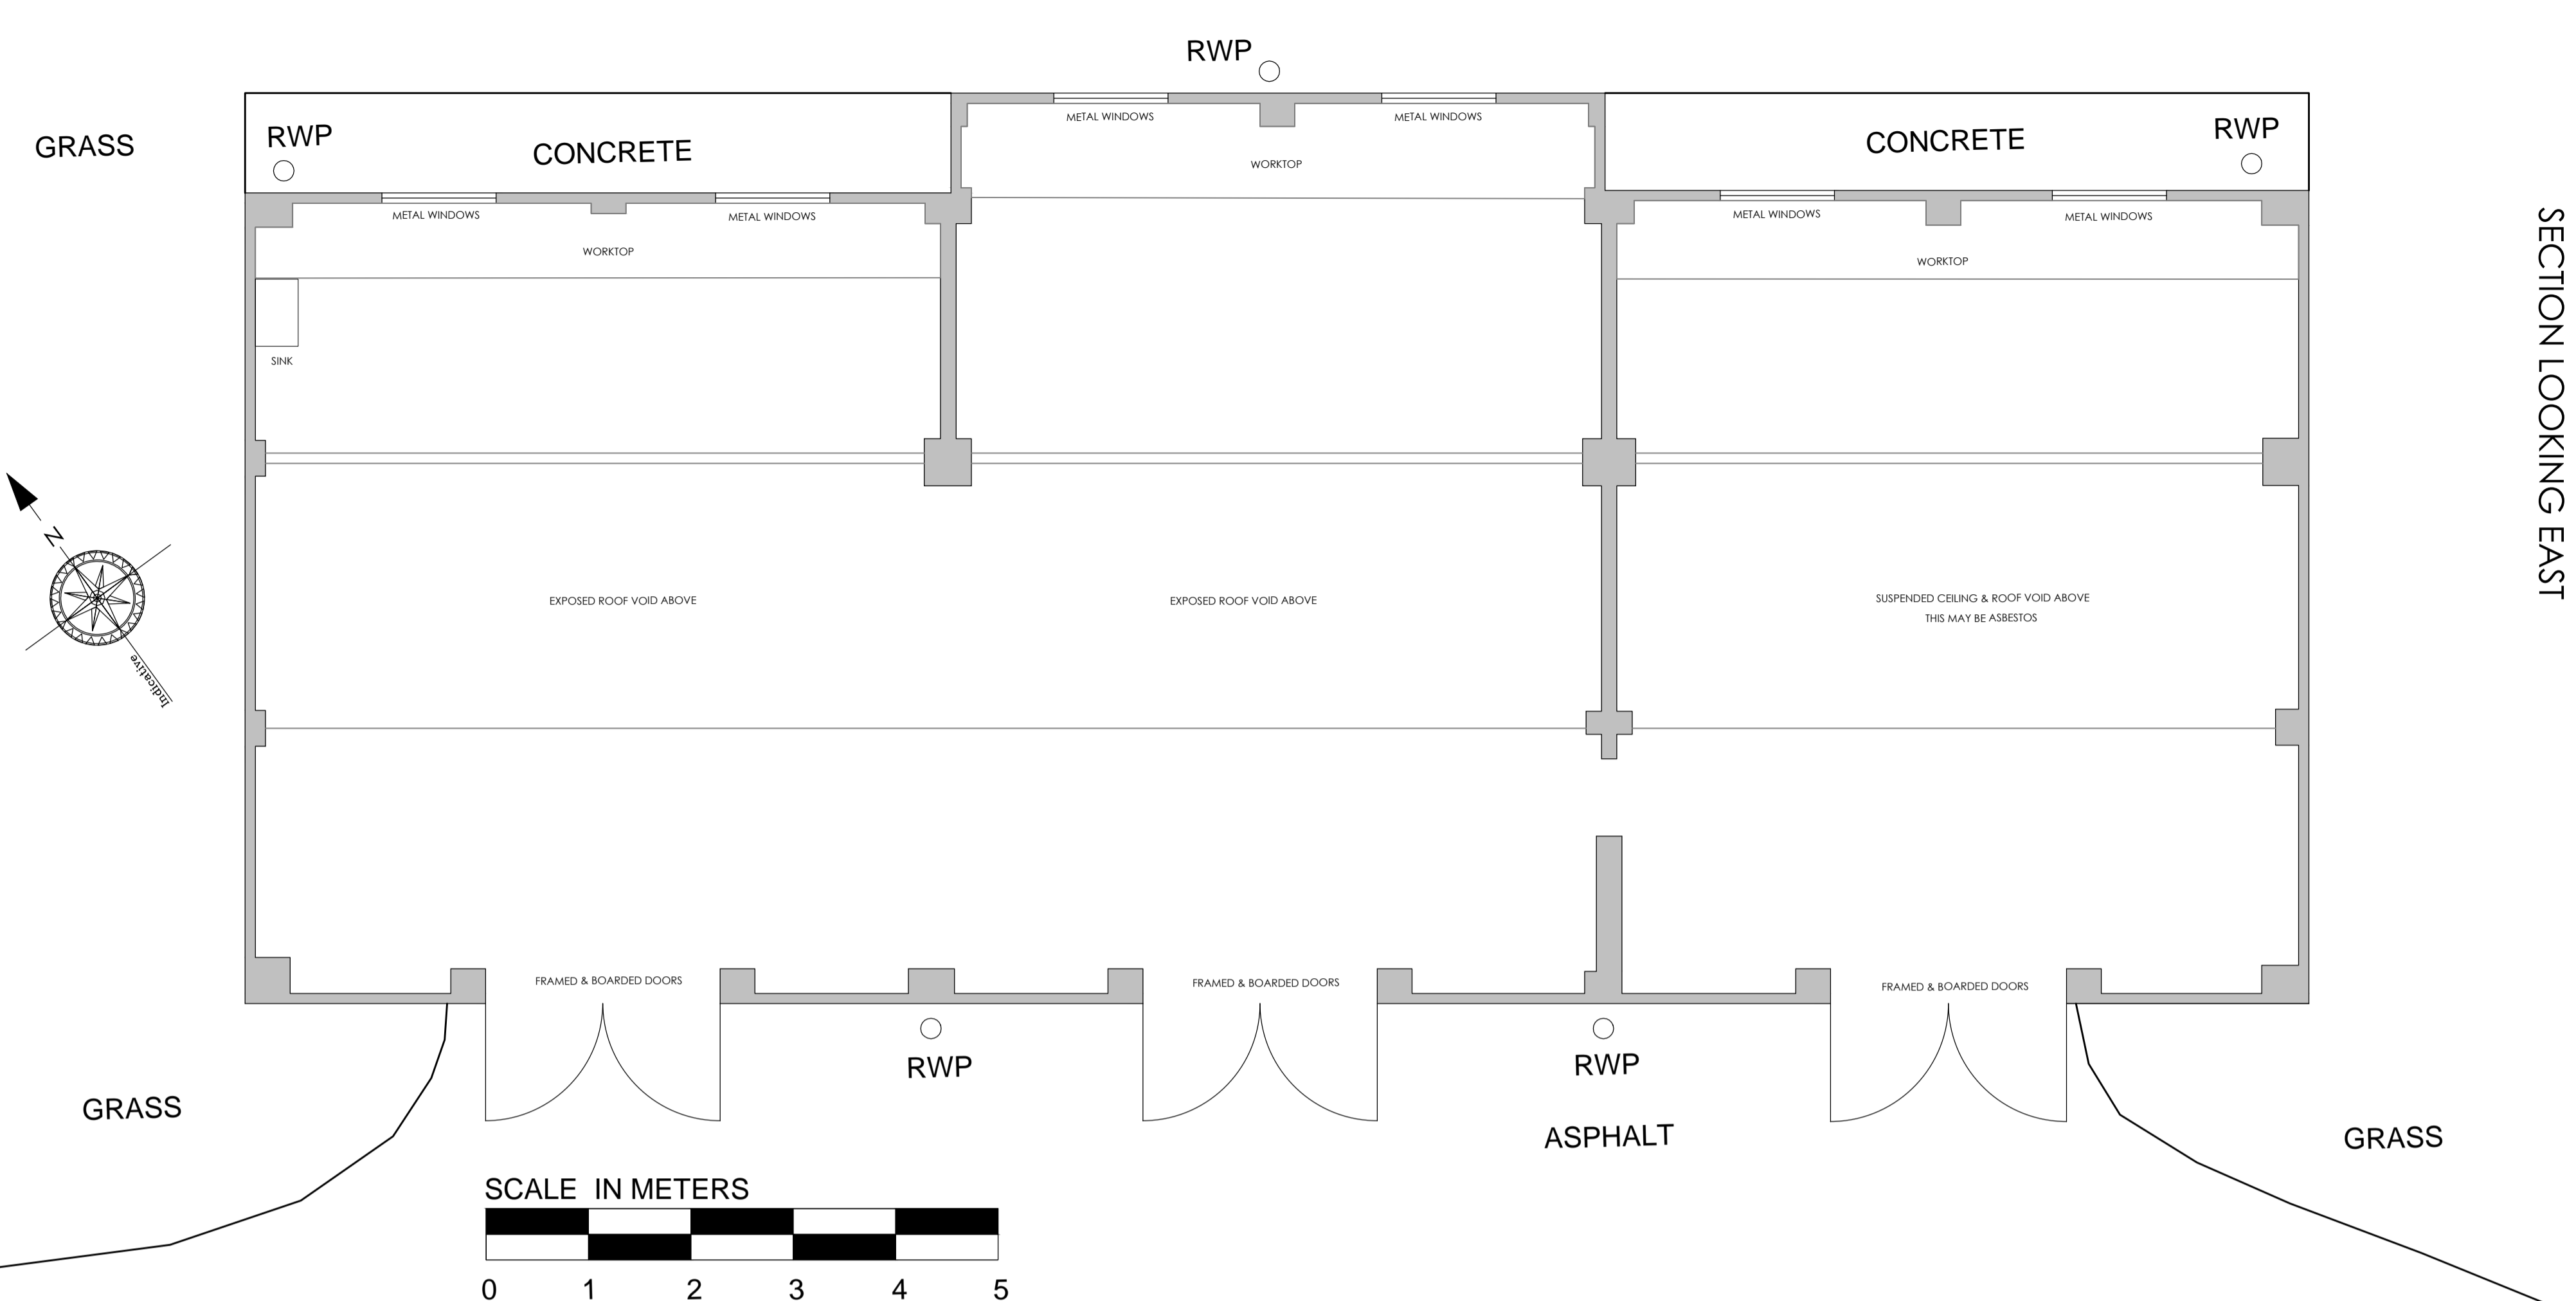 RWP
GRASS
RWP
CONCRETE
METAL WINDOWS
METAL WINDOWS
WORKTOP
CONCRETE
RWP
METAL WINDOWS
METAL WINDOWS
WORKTOP
METAL WINDOWS
METAL WINDOWS
WORKTOP
SINK
SECTION LOOKING EAST
N
Indicative
EXPOSED ROOF VOID ABOVE
EXPOSED ROOF VOID ABOVE
SUSPENDED CEILING & ROOF VOID ABOVE
THIS MAY BE ASBESTOS
FRAMED & BOARDED DOORS
FRAMED & BOARDED DOORS
FRAMED & BOARDED DOORS
RWP
RWP
GRASS
ASPHALT
GRASS
SCALE IN METERS
0 1 2 3 4 5